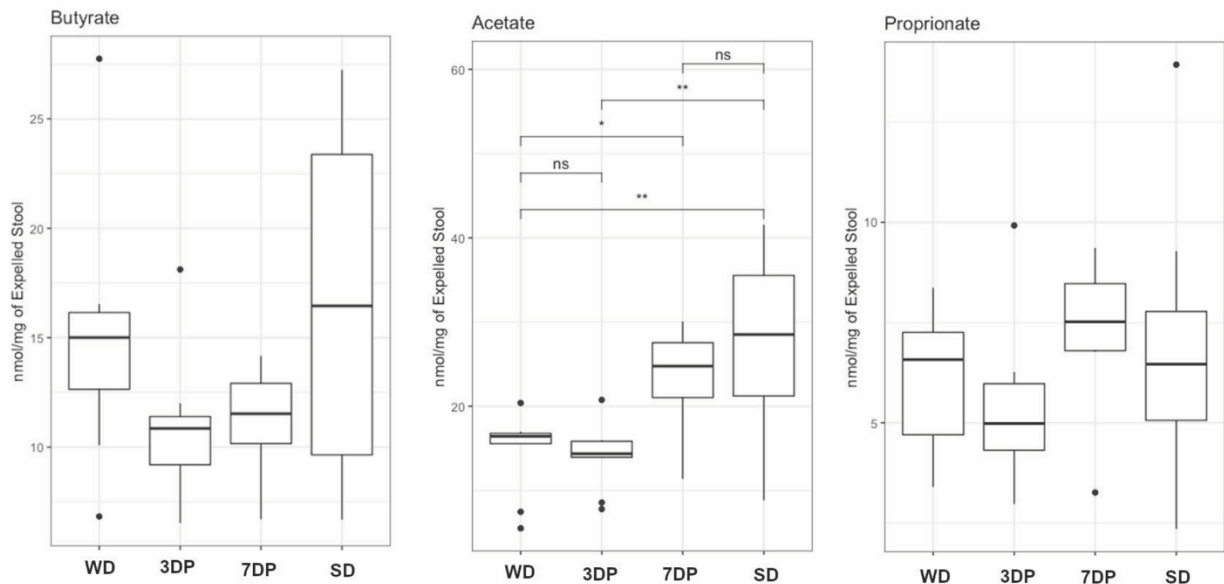 Butyrate
nmol/mg of Expelled Stool
25
20
15
10
WD 3DP 7DP SD
Acetate
nmol/mg of Expelled Stool
60
40
20
ns
**
*
ns
**
WD 3DP 7DP SD
Proprionate
nmol/mg of Expelled Stool
10
5
WD 3DP 7DP SD